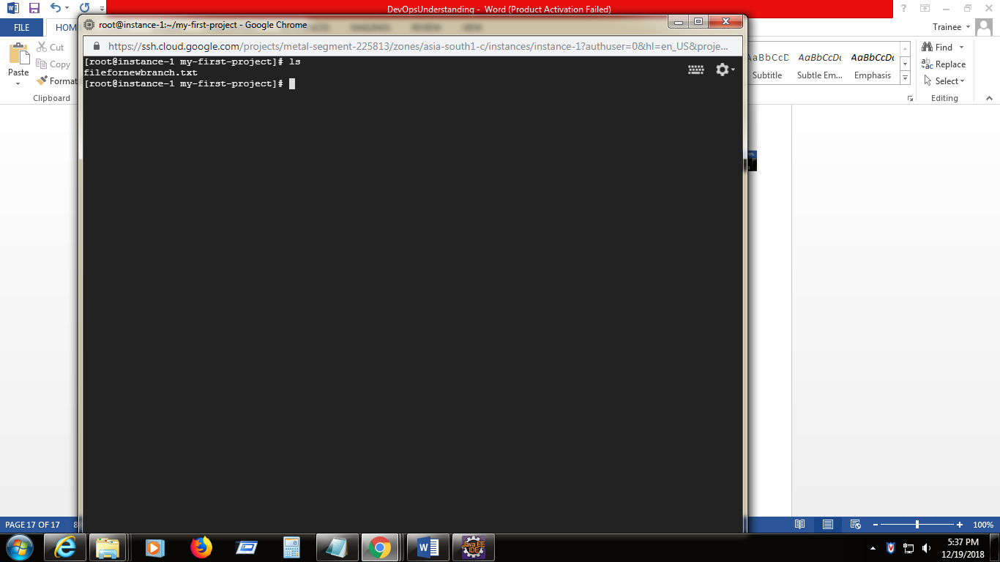 DevOpsUnderstanding - Word (Product Activation Failed)
FILE
HOM
root@instance-1:~/my-first-project - Google Chrome
Trainee
https://ssh.cloud.google.com/projects/metal-segment-225813/zones/asia-south1-c/instances/instance-1?authuser=0&hl=en_US&proje...
[root@instance-1 my-first-project]# ls
filefornewbranch.txt
[root@instance-1 my-first-project]#
Paste
Cut
Copy
Format
Clipboard
AaBbCcD
AaBbCcDc
AaBbCcDc
Subtitle
Subtle Em...
Emphasis
Find
Replace
Select
Editing
PAGE 17 OF 17
8
100%
Java EE
IDE
5:37 PM
12/19/2018